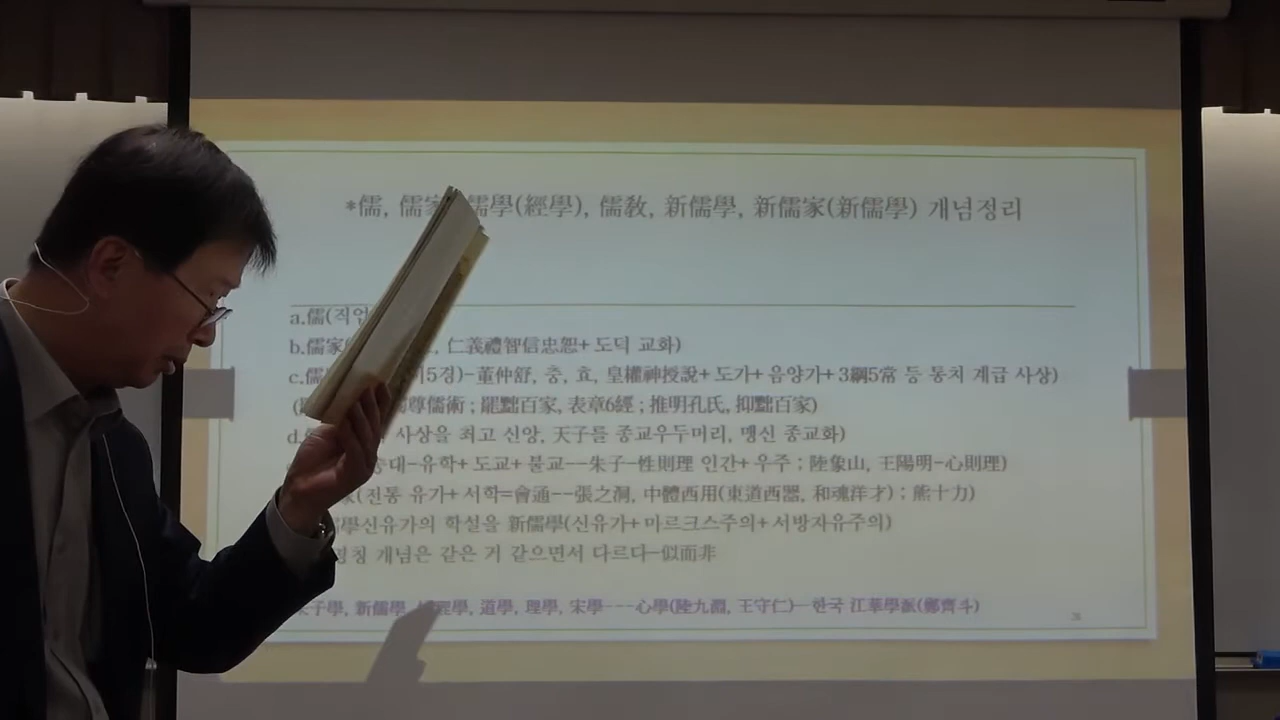 *儒, 儒家 儒學(經學), 儒敎, 新儒學, 新儒家(新儒學) 개념정리
a.儒(직업
b.儒家 仁義禮智信忠恕+ 도덕 교화)
c. 5경)-董仲舒, 충, 효, 皇權神授說+ 도가+ 음양가+ 3綱5常 등 통치 계급 사상)
( 獨尊儒術 ; 罷黜百家, 表章6經 ; 推明孔氏, 抑黜百家)
d. 사상을 최고 신앙, 天子를 종교우두머리, 맹신 종교화)
송대-유학+ 도교+ 불교--朱子-性則理 인간+ 우주 ; 陸象山, 王陽明-心則理)
(전통 유가+ 서학=會通--張之洞, 中體西用(東道西器, 和魂洋才) ; 熊十力)
學신유가의 학설을 新儒學(신유가+ 마르크스주의+ 서방자유주의)
명칭 개념은 같은 거 같으면서 다르다-似而非
朱子學, 新儒學, 性理學, 道學, 理學, 宋學---心學(陸九淵, 王守仁)-한국 江華學派(鄭齊斗)